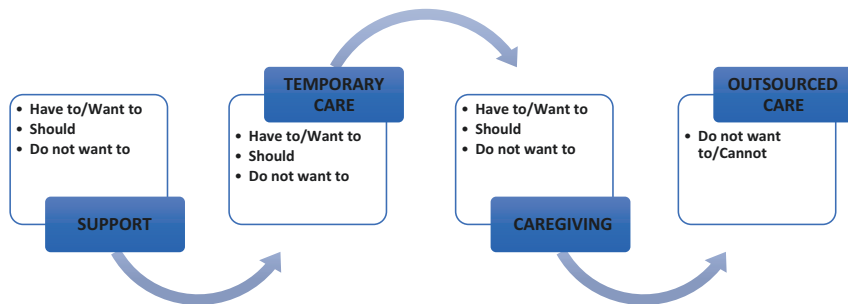 • Have to/Want to
• Should
• Do not want to
SUPPORT
TEMPORARY
CARE
• Have to/Want to
• Should
• Do not want to
• Have to/Want to
• Should
• Do not want to
CAREGIVING
OUTSOURCED
CARE
• Do not want
to/Cannot